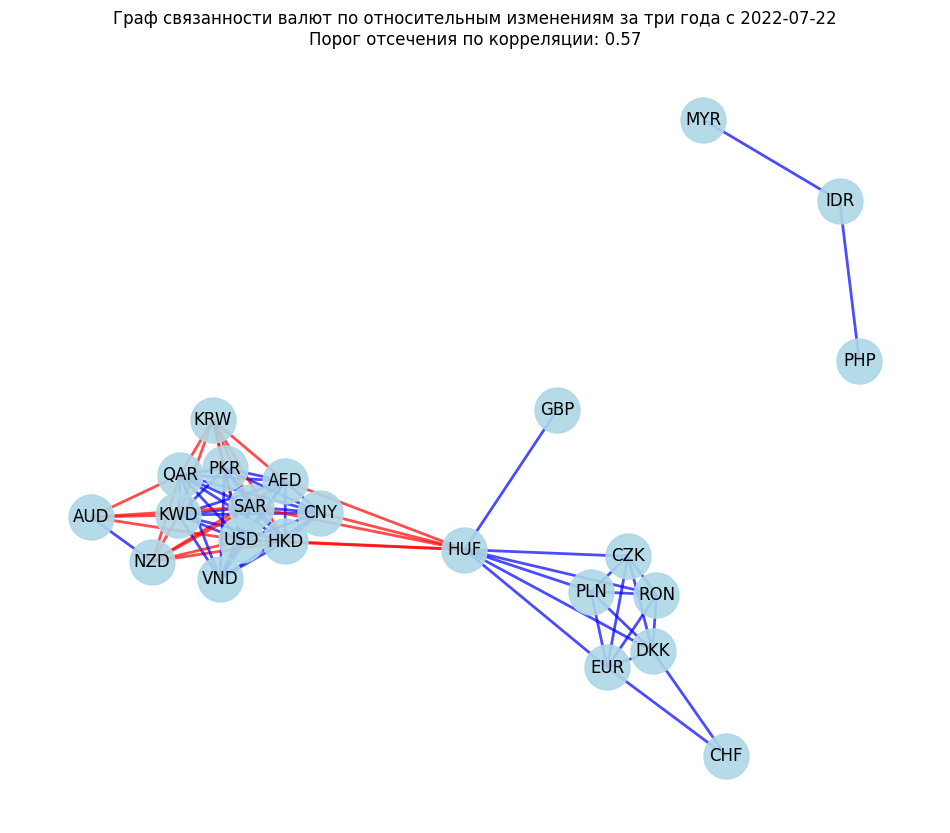 Граф связанности валют по относительным изменениям за три года с 2022-07-22
Порог отсечения по корреляции: 0.57
MYR
IDR
PHP
GBP
KRW
PKR
QAR
AED
SAR
CNY
KWD
AUD
USD
HKD
HUF
CZK
NZD
VND
PLN
RON
DKK
EUR
CHF